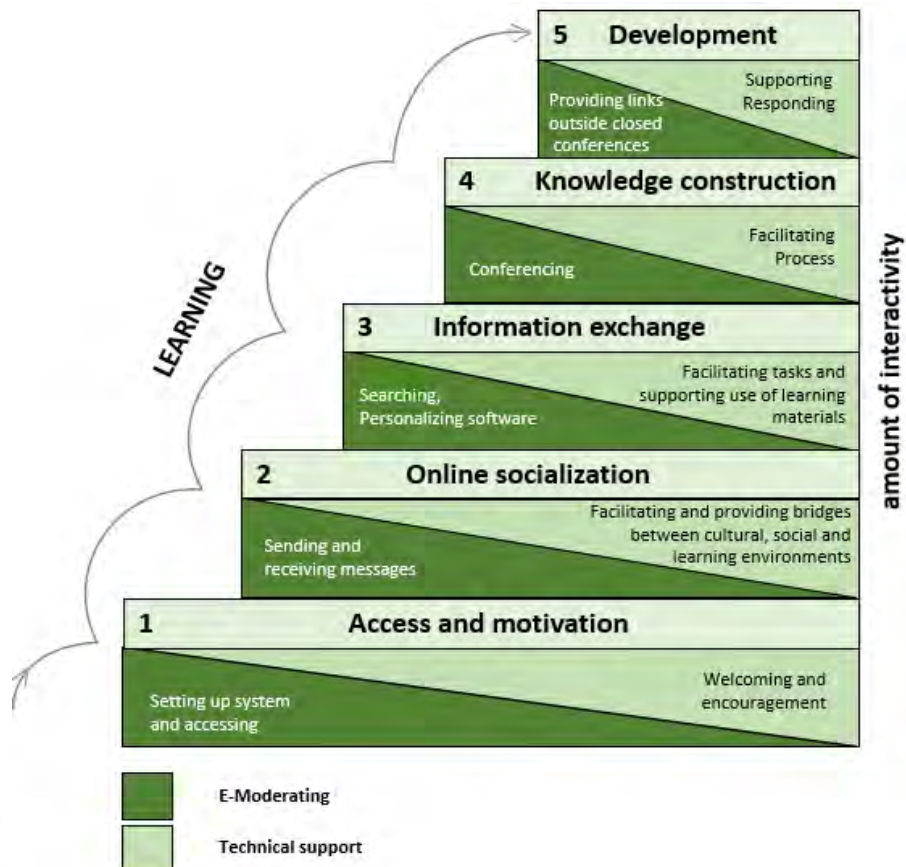 5 Development
Providing links
outside closed
conferences
Supporting
Responding
4 Knowledge construction
Conferencing
Facilitating
Process
3 Information exchange
Searching,
Personalizing software
Facilitating tasks and
supporting use of learning
materials
2 Online socialization
Sending and
receiving messages
Facilitating and providing bridges
between cultural, social and
learning environments
1 Access and motivation
Setting up system
and accessing
Welcoming and
encouragement
LEARNING
amount of interactivity
E-Moderating
Technical support